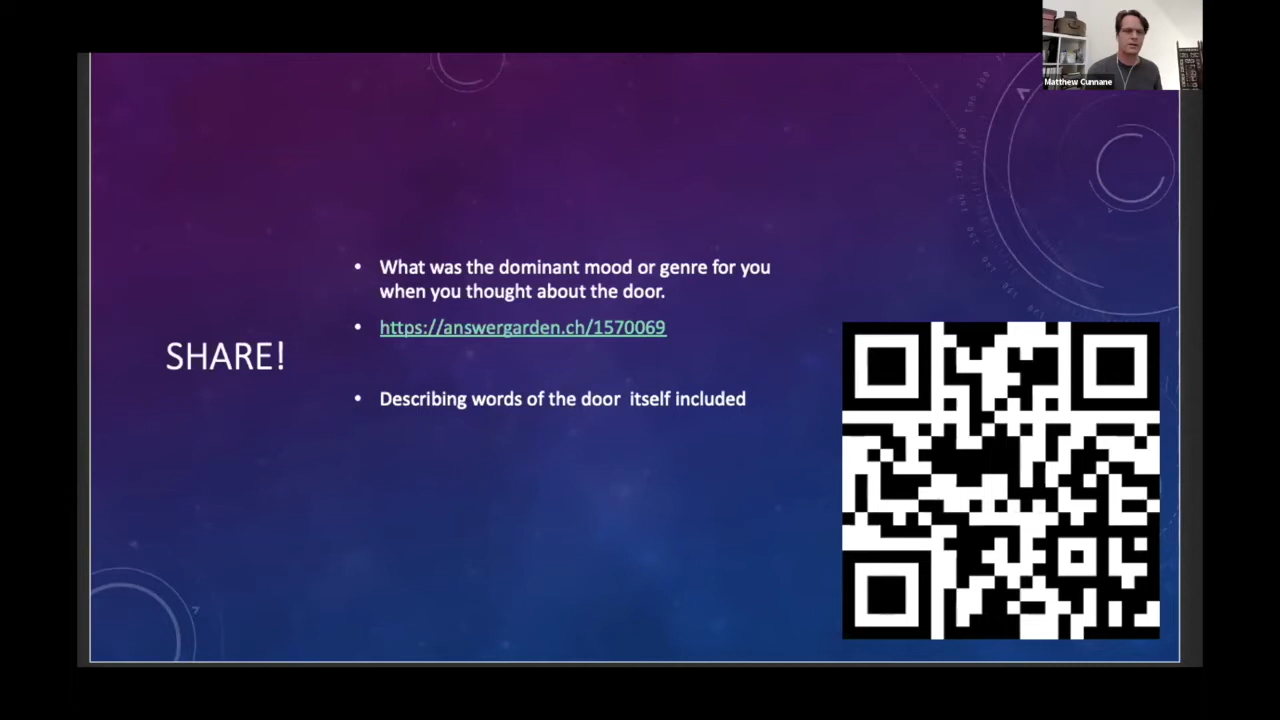 Matthew Cunnane
SHARE!
• What was the dominant mood or genre for you
when you thought about the door.
• https://answergarden.ch/1570069
• Describing words of the door  itself included